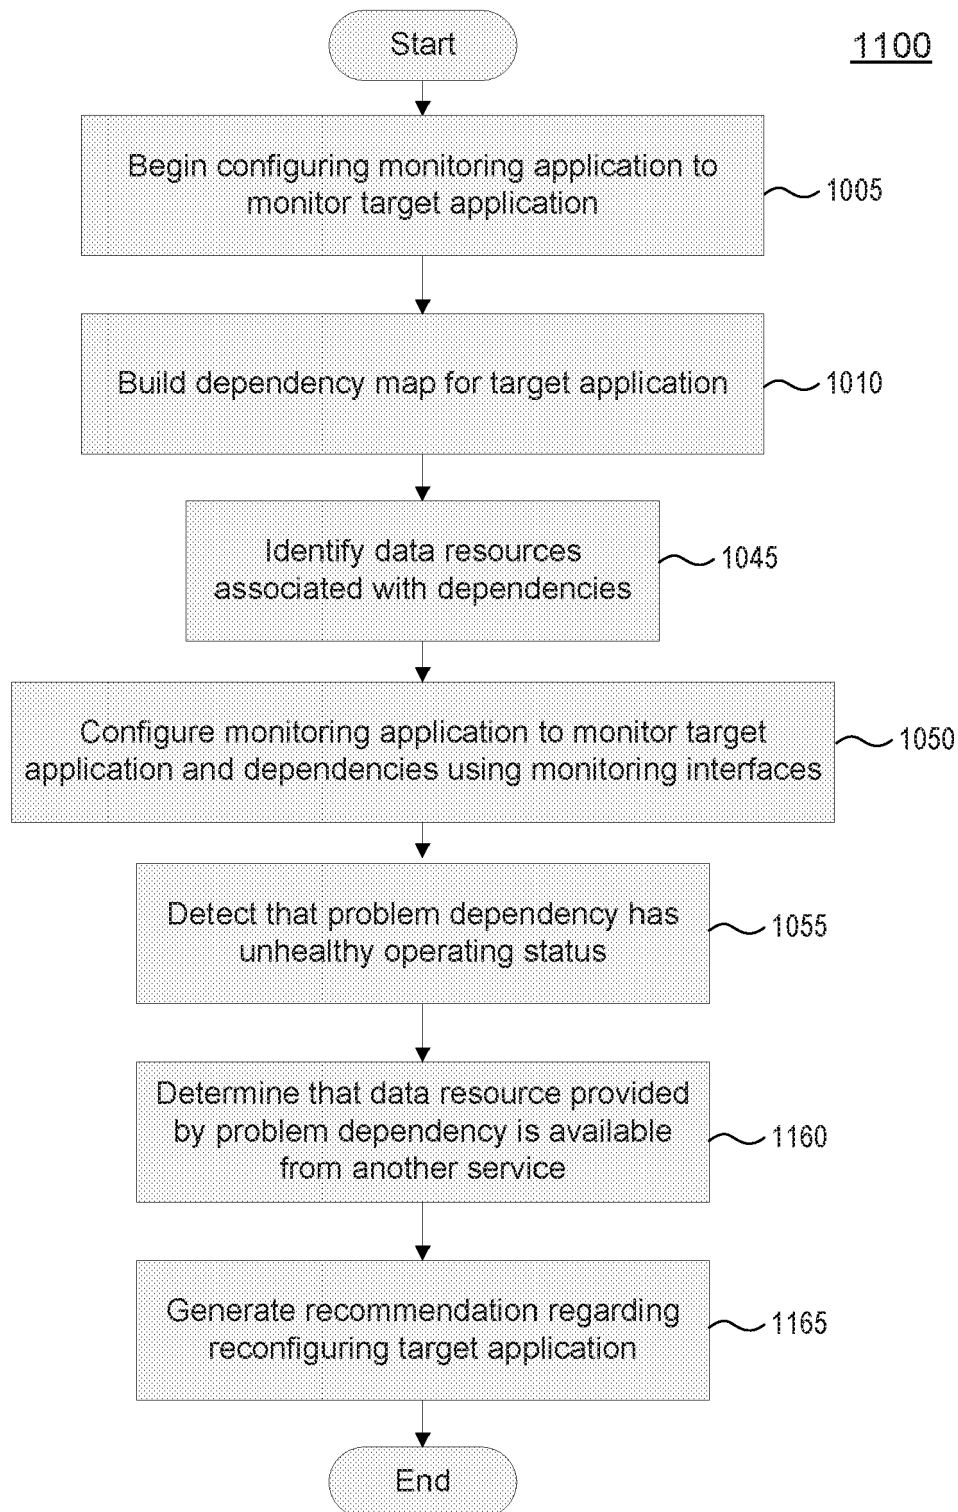 Start
1100
Begin configuring monitoring application to
monitor target application
1005
Build dependency map for target application
1010
Identify data resources
associated with dependencies
1045
Configure monitoring application to monitor target
application and dependencies using monitoring interfaces
1050
Detect that problem dependency has
unhealthy operating status
1055
Determine that data resource provided
by problem dependency is available
from another service
1160
Generate recommendation regarding
reconfiguring target application
1165
End